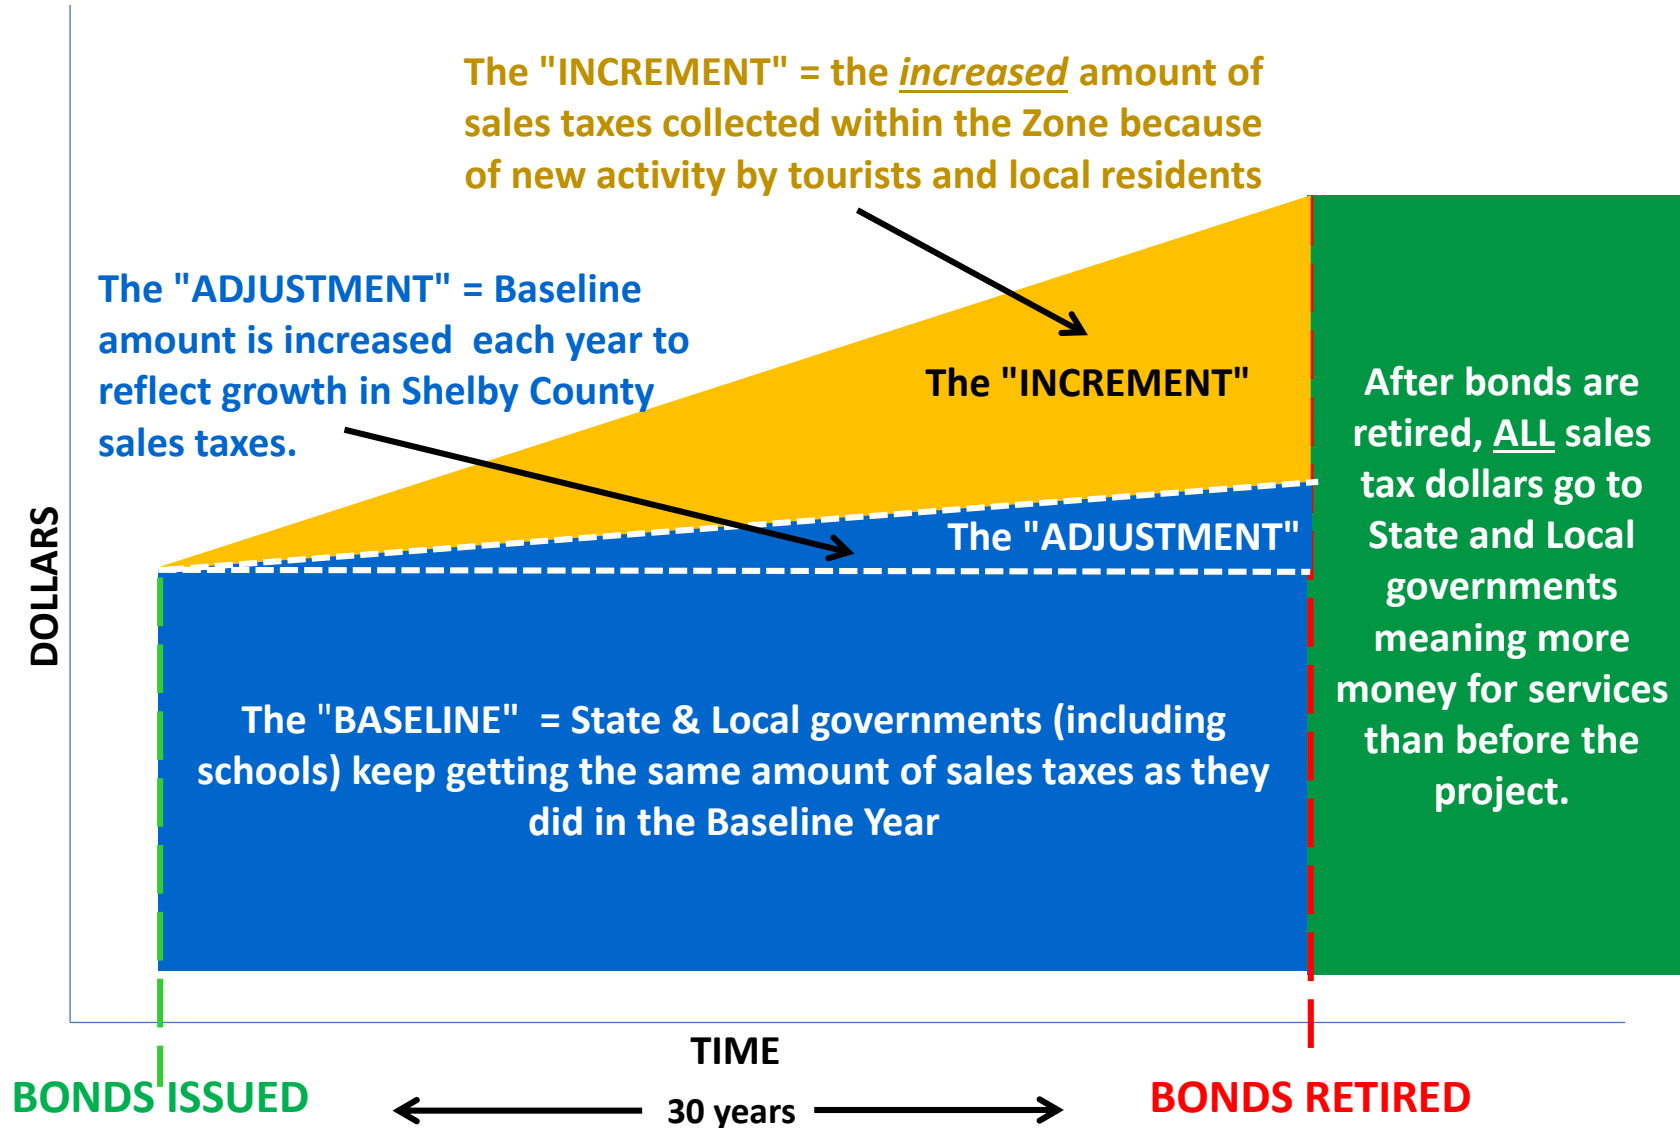 The "INCREMENT" = the increased amount of
sales taxes collected within the Zone because
of new activity by tourists and local residents
The "ADJUSTMENT" = Baseline
amount is increased  each year to
reflect growth in Shelby County
sales taxes.
The "INCREMENT"
The "ADJUSTMENT"
The "BASELINE"  = State & Local governments (including
schools) keep getting the same amount of sales taxes as they
did in the Baseline Year
After bonds are
retired, ALL sales
tax dollars go to
State and Local
governments
meaning more
money for services
than before the
project.
DOLLARS
TIME
BONDS ISSUED
30 years
BONDS RETIRED